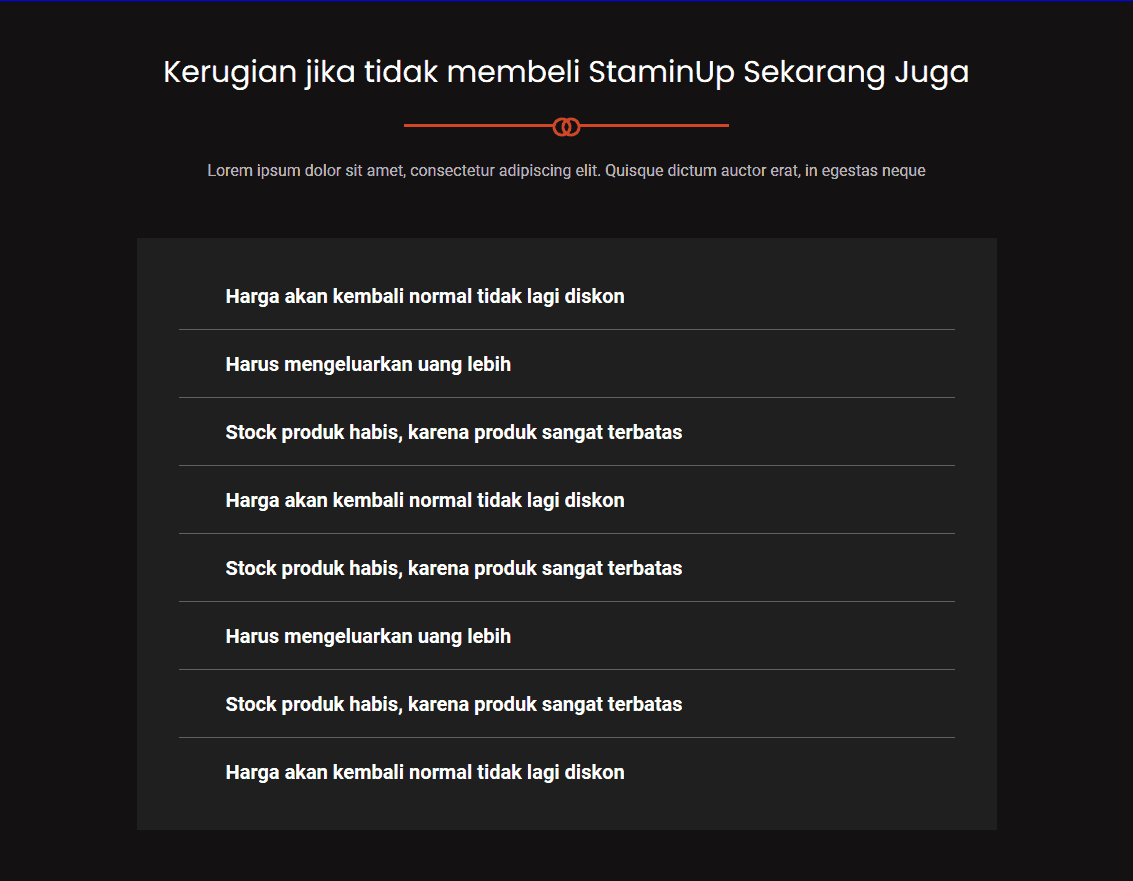 Kerugian jika tidak membeli StaminUp Sekarang Juga
Lorem ipsum dolor sit amet, consectetur adipiscing elit. Quisque dictum auctor erat, in egestas neque
Harga akan kembali normal tidak lagi diskon
Harus mengeluarkan uang lebih
Stock produk habis, karena produk sangat terbatas
Harga akan kembali normal tidak lagi diskon
Stock produk habis, karena produk sangat terbatas
Harus mengeluarkan uang lebih
Stock produk habis, karena produk sangat terbatas
Harga akan kembali normal tidak lagi diskon